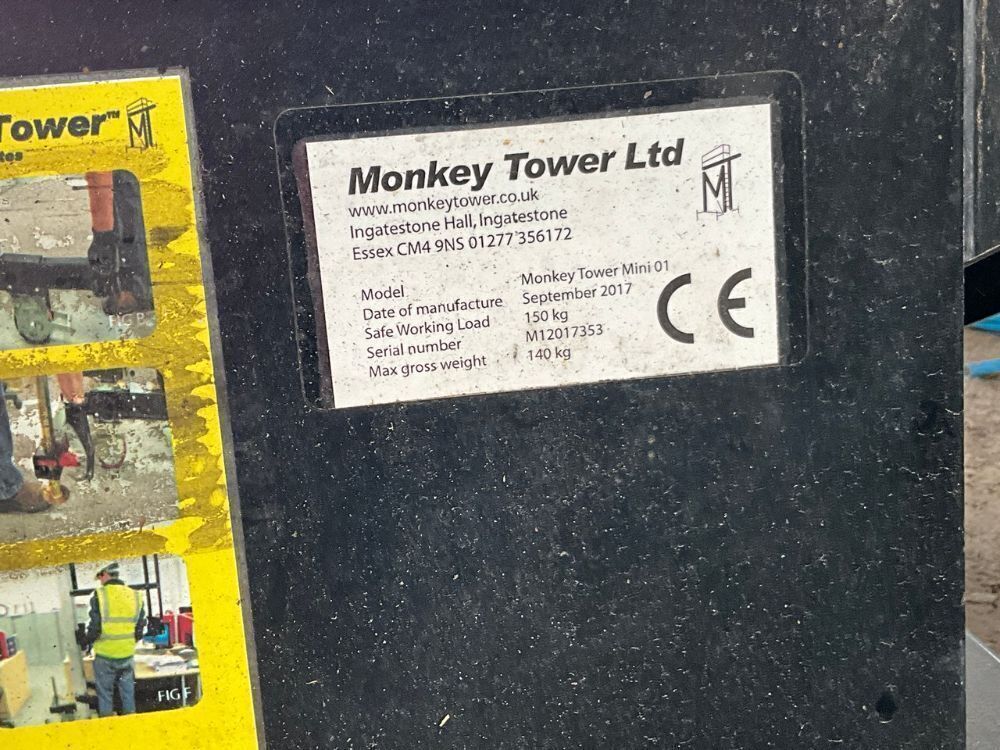 Tower™
Monkey Tower Ltd
www.monkeytower.co.uk
Ingatestone Hall, Ingatestone
Essex CM4 9NS 01277 356172
Model Monkey Tower Mini 01
Date of manufacture September 2017
Safe Working Load 150 kg
Serial number M12017353
Max gross weight 140 kg
CE
FIG F